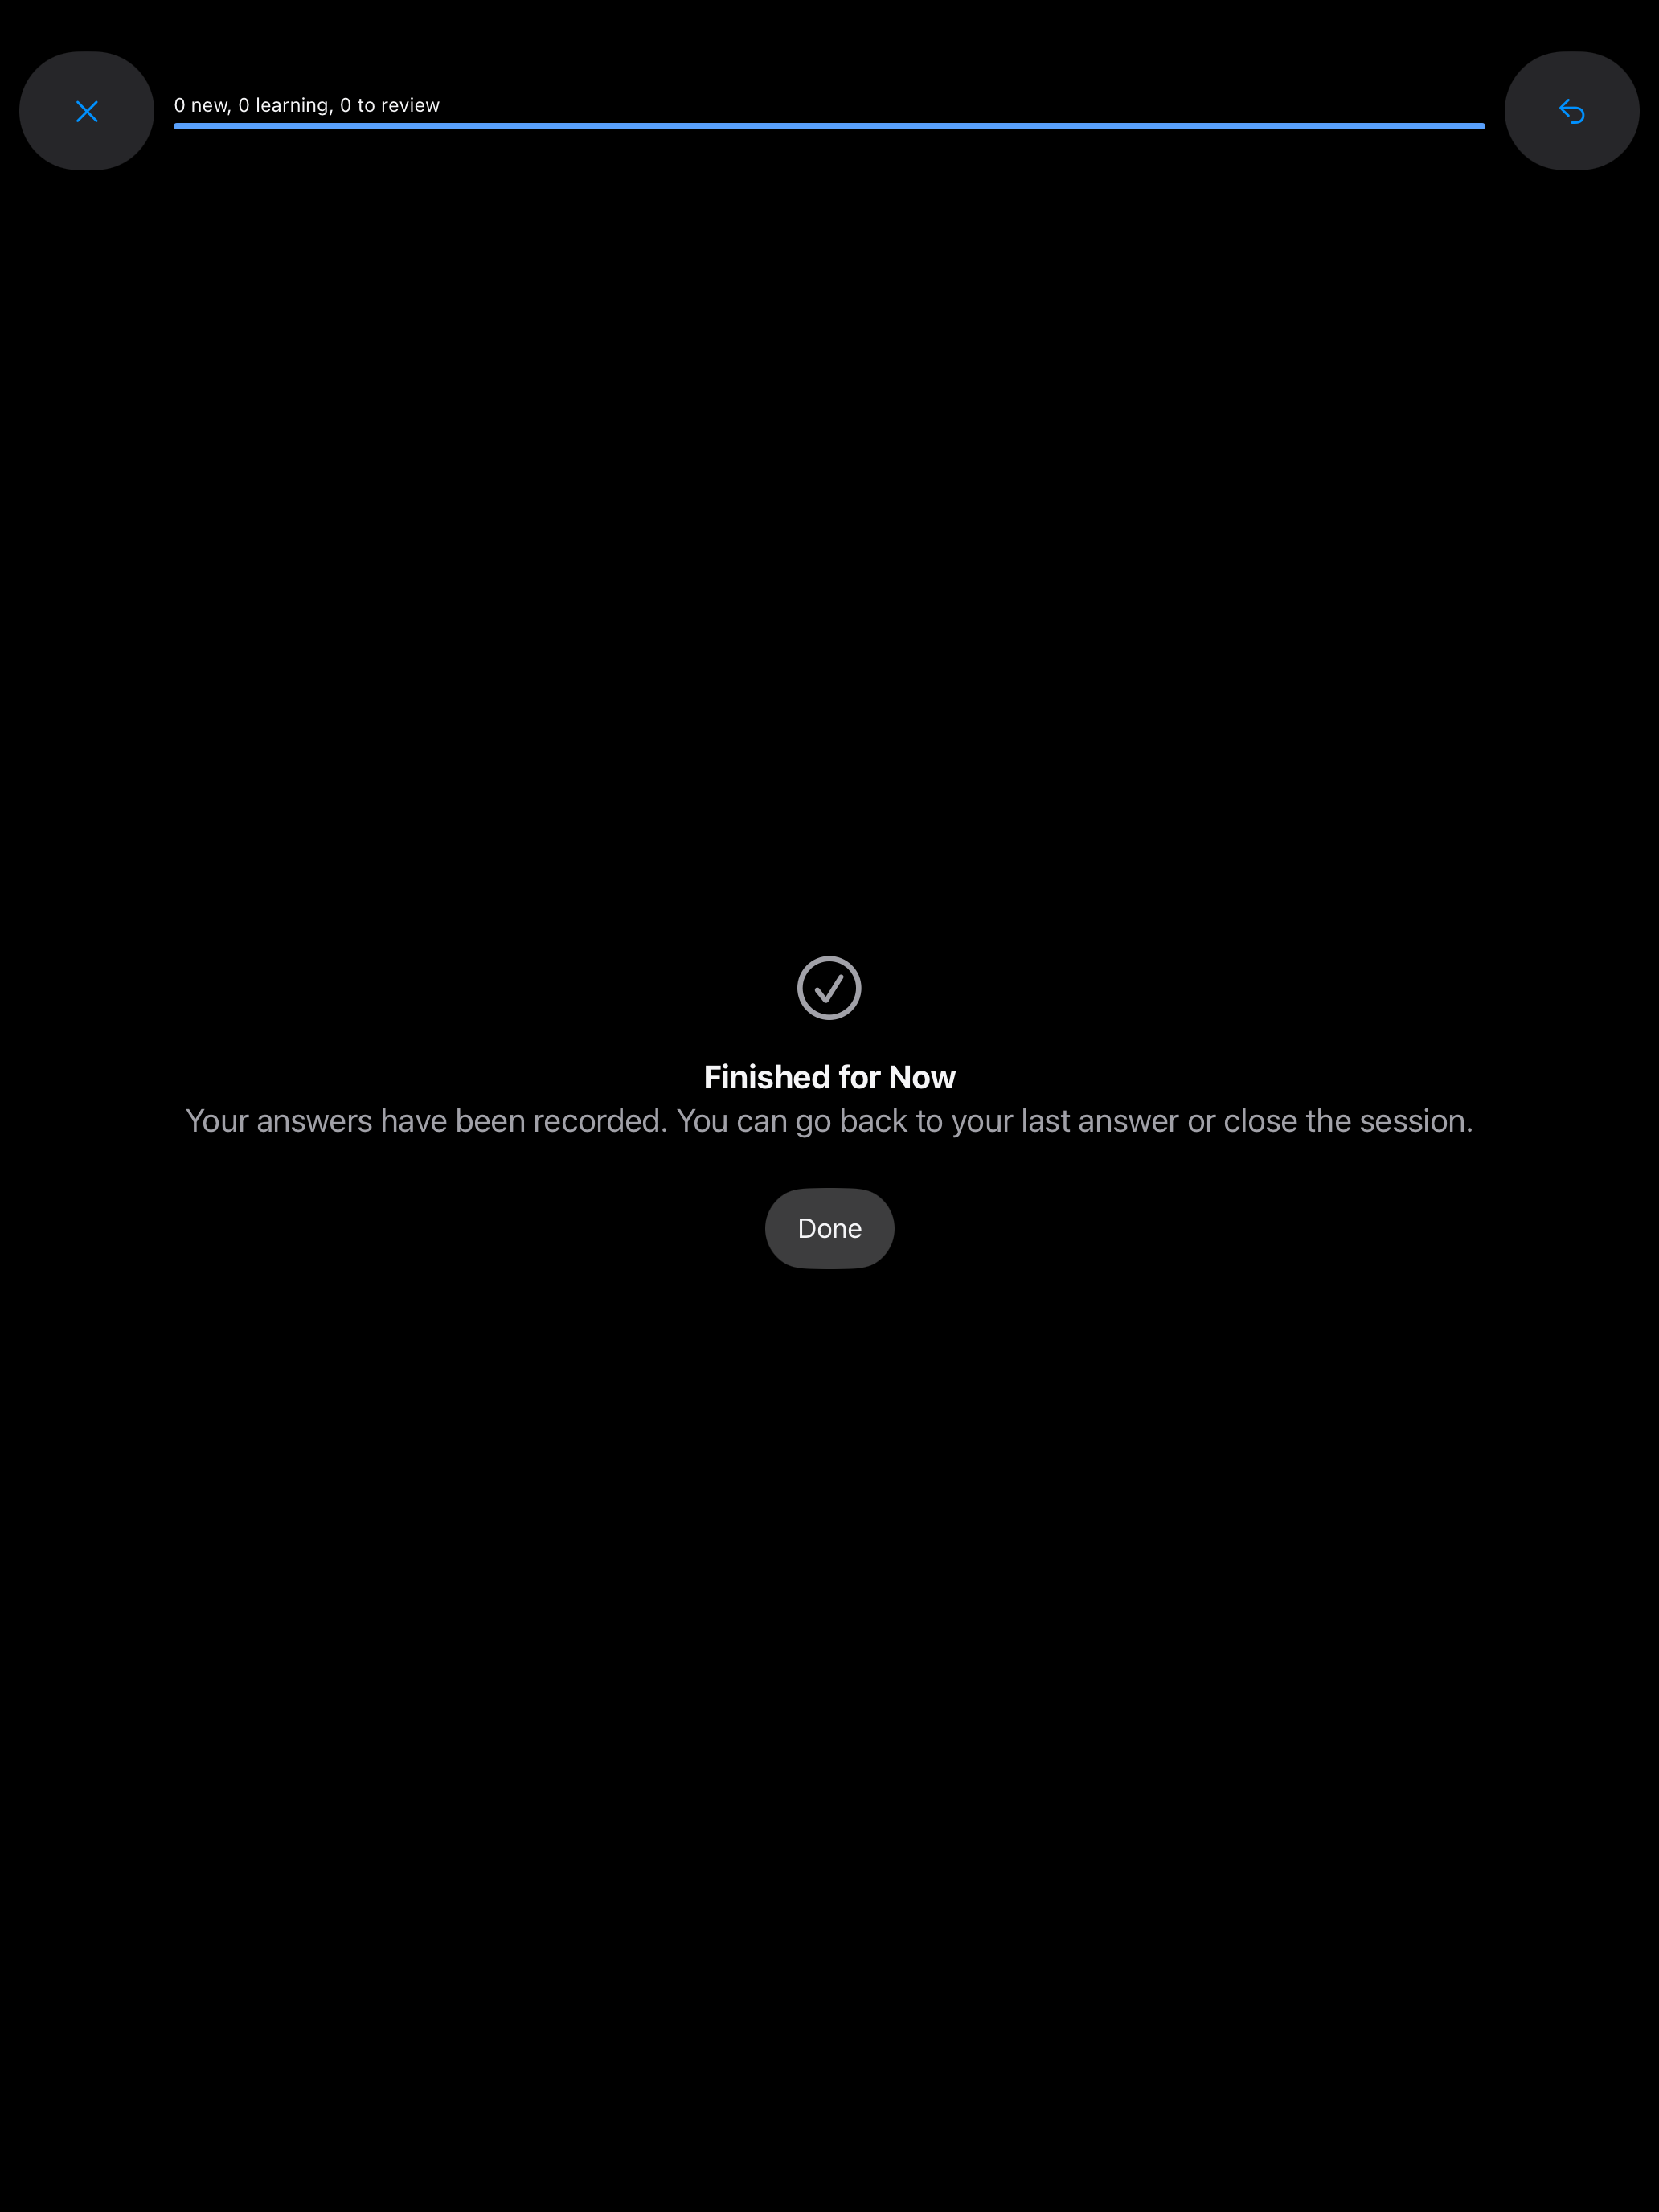 0 new, 0 learning, 0 to review
Finished for Now
Your answers have been recorded. You can go back to your last answer or close the session.
Done